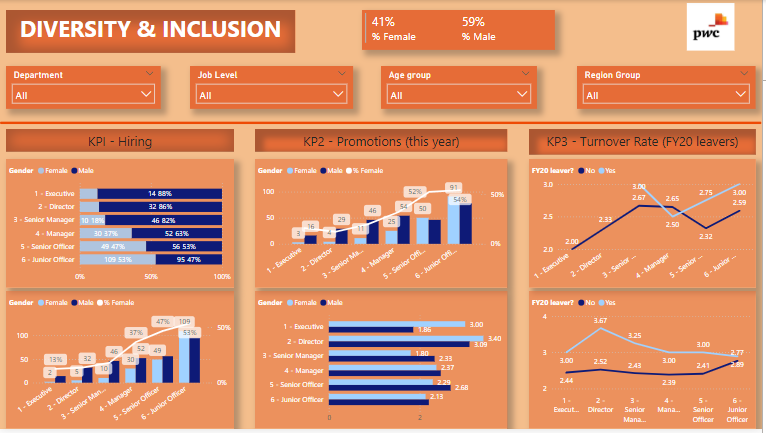 DIVERSITY & INCLUSION
41%
% Female
59%
% Male
pwc
Department
All
Job Level
All
Age group
All
Region Group
All
KPI - Hiring
Gender Female Male
1 - Executive 14 88%
2 - Director 32 86%
3 - Senior Manager 10 18% 46 82%
4 - Manager 30 37% 52 63%
5 - Senior Officer 49 47% 56 53%
6 - Junior Officer 109 53% 95 47%
0% 50% 100%
Gender Female Male % Female
100
50
0
50%
0%
13% 37% 47% 109
2 5 32 46 10 30 52 49 53%
1 - Executive
2 - Director
3 - Senior Man...
4 - Manager
5 - Senior Officer
6 - Junior Officer
KP2 - Promotions (this year)
Gender Female Male % Female
100
50
0
50%
0%
3 16 4 29 11 46 25 54 52% 50 91 54%
1 - Executive
2 - Director
3 - Senior Ma...
4 - Manager
5 - Senior Offi...
6 - Junior Offi...
Gender Female Male
1 - Executive 3.00 1.86
2 - Director 3.40 3.09
3 - Senior Manager 1.80 2.33
4 - Manager 2.37
5 - Senior Officer 2.29 2.68
6 - Junior Officer 2.13
0 2
KP3 - Turnover Rate (FY20 leavers)
FY20 leaver? No Yes
3.0
2.5
2.0
2.00 2.33 3.00 2.67 2.65 2.50 2.75 2.32 3.00 2.59
1 - Executive
2 - Director
3 - Senior ...
4 - Manager
5 - Senior ...
6 - Junior ...
FY20 leaver? No Yes
4
3
2
3.00 3.67 3.25 3.00 3.00 2.77
2.44 2.52 2.43 2.39 2.41 2.89
1 - Execut...
2 - Director
3 - Senior Mana...
4 - Mana...
5 - Senior Officer
6 - Junior Officer